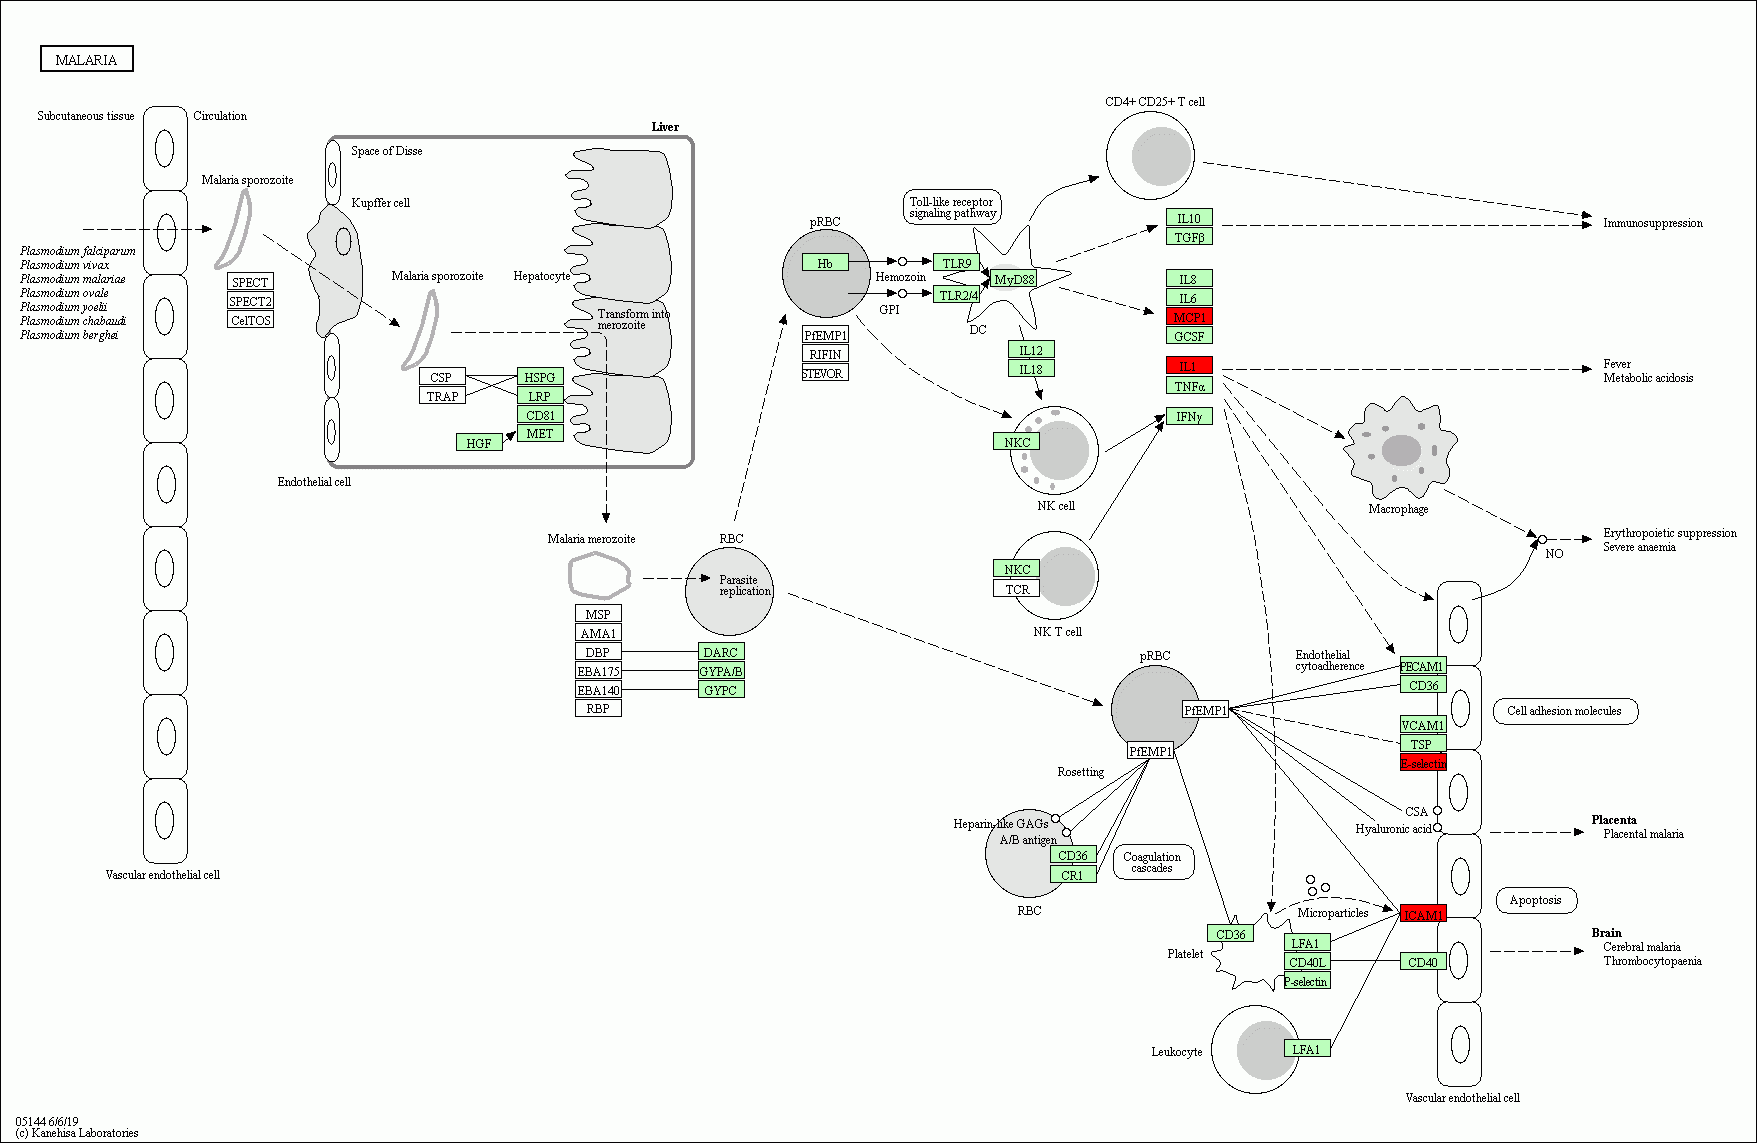 MALARIA
Subcutaneous tissue
Circulation
Malaria sporozoite
Plasmodium falciparum
Plasmodium vivax
Plasmodium malariae
Plasmodium ovale
Plasmodium yoelii
Plasmodium chabaudi
Plasmodium berghei
SPECT
SPECT2
CelTOS
Vascular endothelial cell
Liver
Space of Disse
Kupffer cell
Malaria sporozoite
Hepatocyte
Transform into
merozoite
CSP
TRAP
HSPG
LRP
CD81
MET
HGF
Endothelial cell
Malaria merozoite
MSP
AMA1
DBP
EBA175
EBA140
RBP
RBC
Parasite
replication
DARC
GYPA/B
GYPC
pRBC
Hb
Hemozoin
GPI
PfEMP1
RIFIN
STEVOR
Toll-like receptor
signaling pathway
TLR9
TLR2/4
MyD88
DC
IL12
IL18
NKC
NK cell
NKC
TCR
NK T cell
CD4+ CD25+ T cell
IL10
TGFβ
IL8
IL6
MCP1
GCSF
IL1
TNFα
IFNγ
Immunosuppression
Fever
Metabolic acidosis
Macrophage
NO
Erythropoietic suppression
Severe anaemia
pRBC
PfEMP1
PfEMP1
Endothelial
cytoadherence
PECAM1
CD36
VCAM1
TSP
E-selectin
Cell adhesion molecules
Rosetting
Heparin-like GAGs
A/B antigen
CD36
CR1
RBC
Coagulation
cascades
CSA
Hyaluronic acid
Placenta
Placental malaria
Apoptosis
Microparticles
ICAM1
Brain
Cerebral malaria
Thrombocytopaenia
CD36
Platelet
LFA1
CD40L
P-selectin
CD40
Leukocyte
LFA1
Vascular endothelial cell
05144 6/6/19
(c) Kanehisa Laboratories